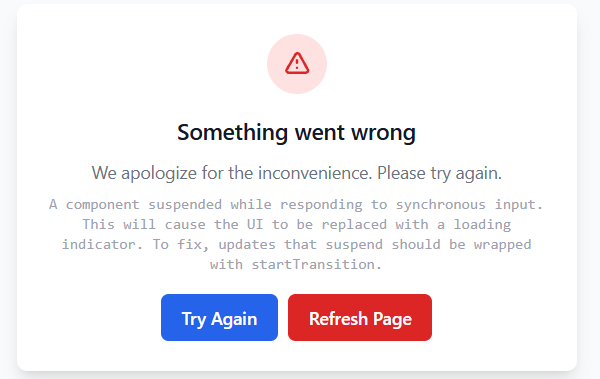 Something went wrong
We apologize for the inconvenience. Please try again.
A component suspended while responding to synchronous input.
This will cause the UI to be replaced with a loading
indicator. To fix, updates that suspend should be wrapped
with startTransition.
Try Again
Refresh Page